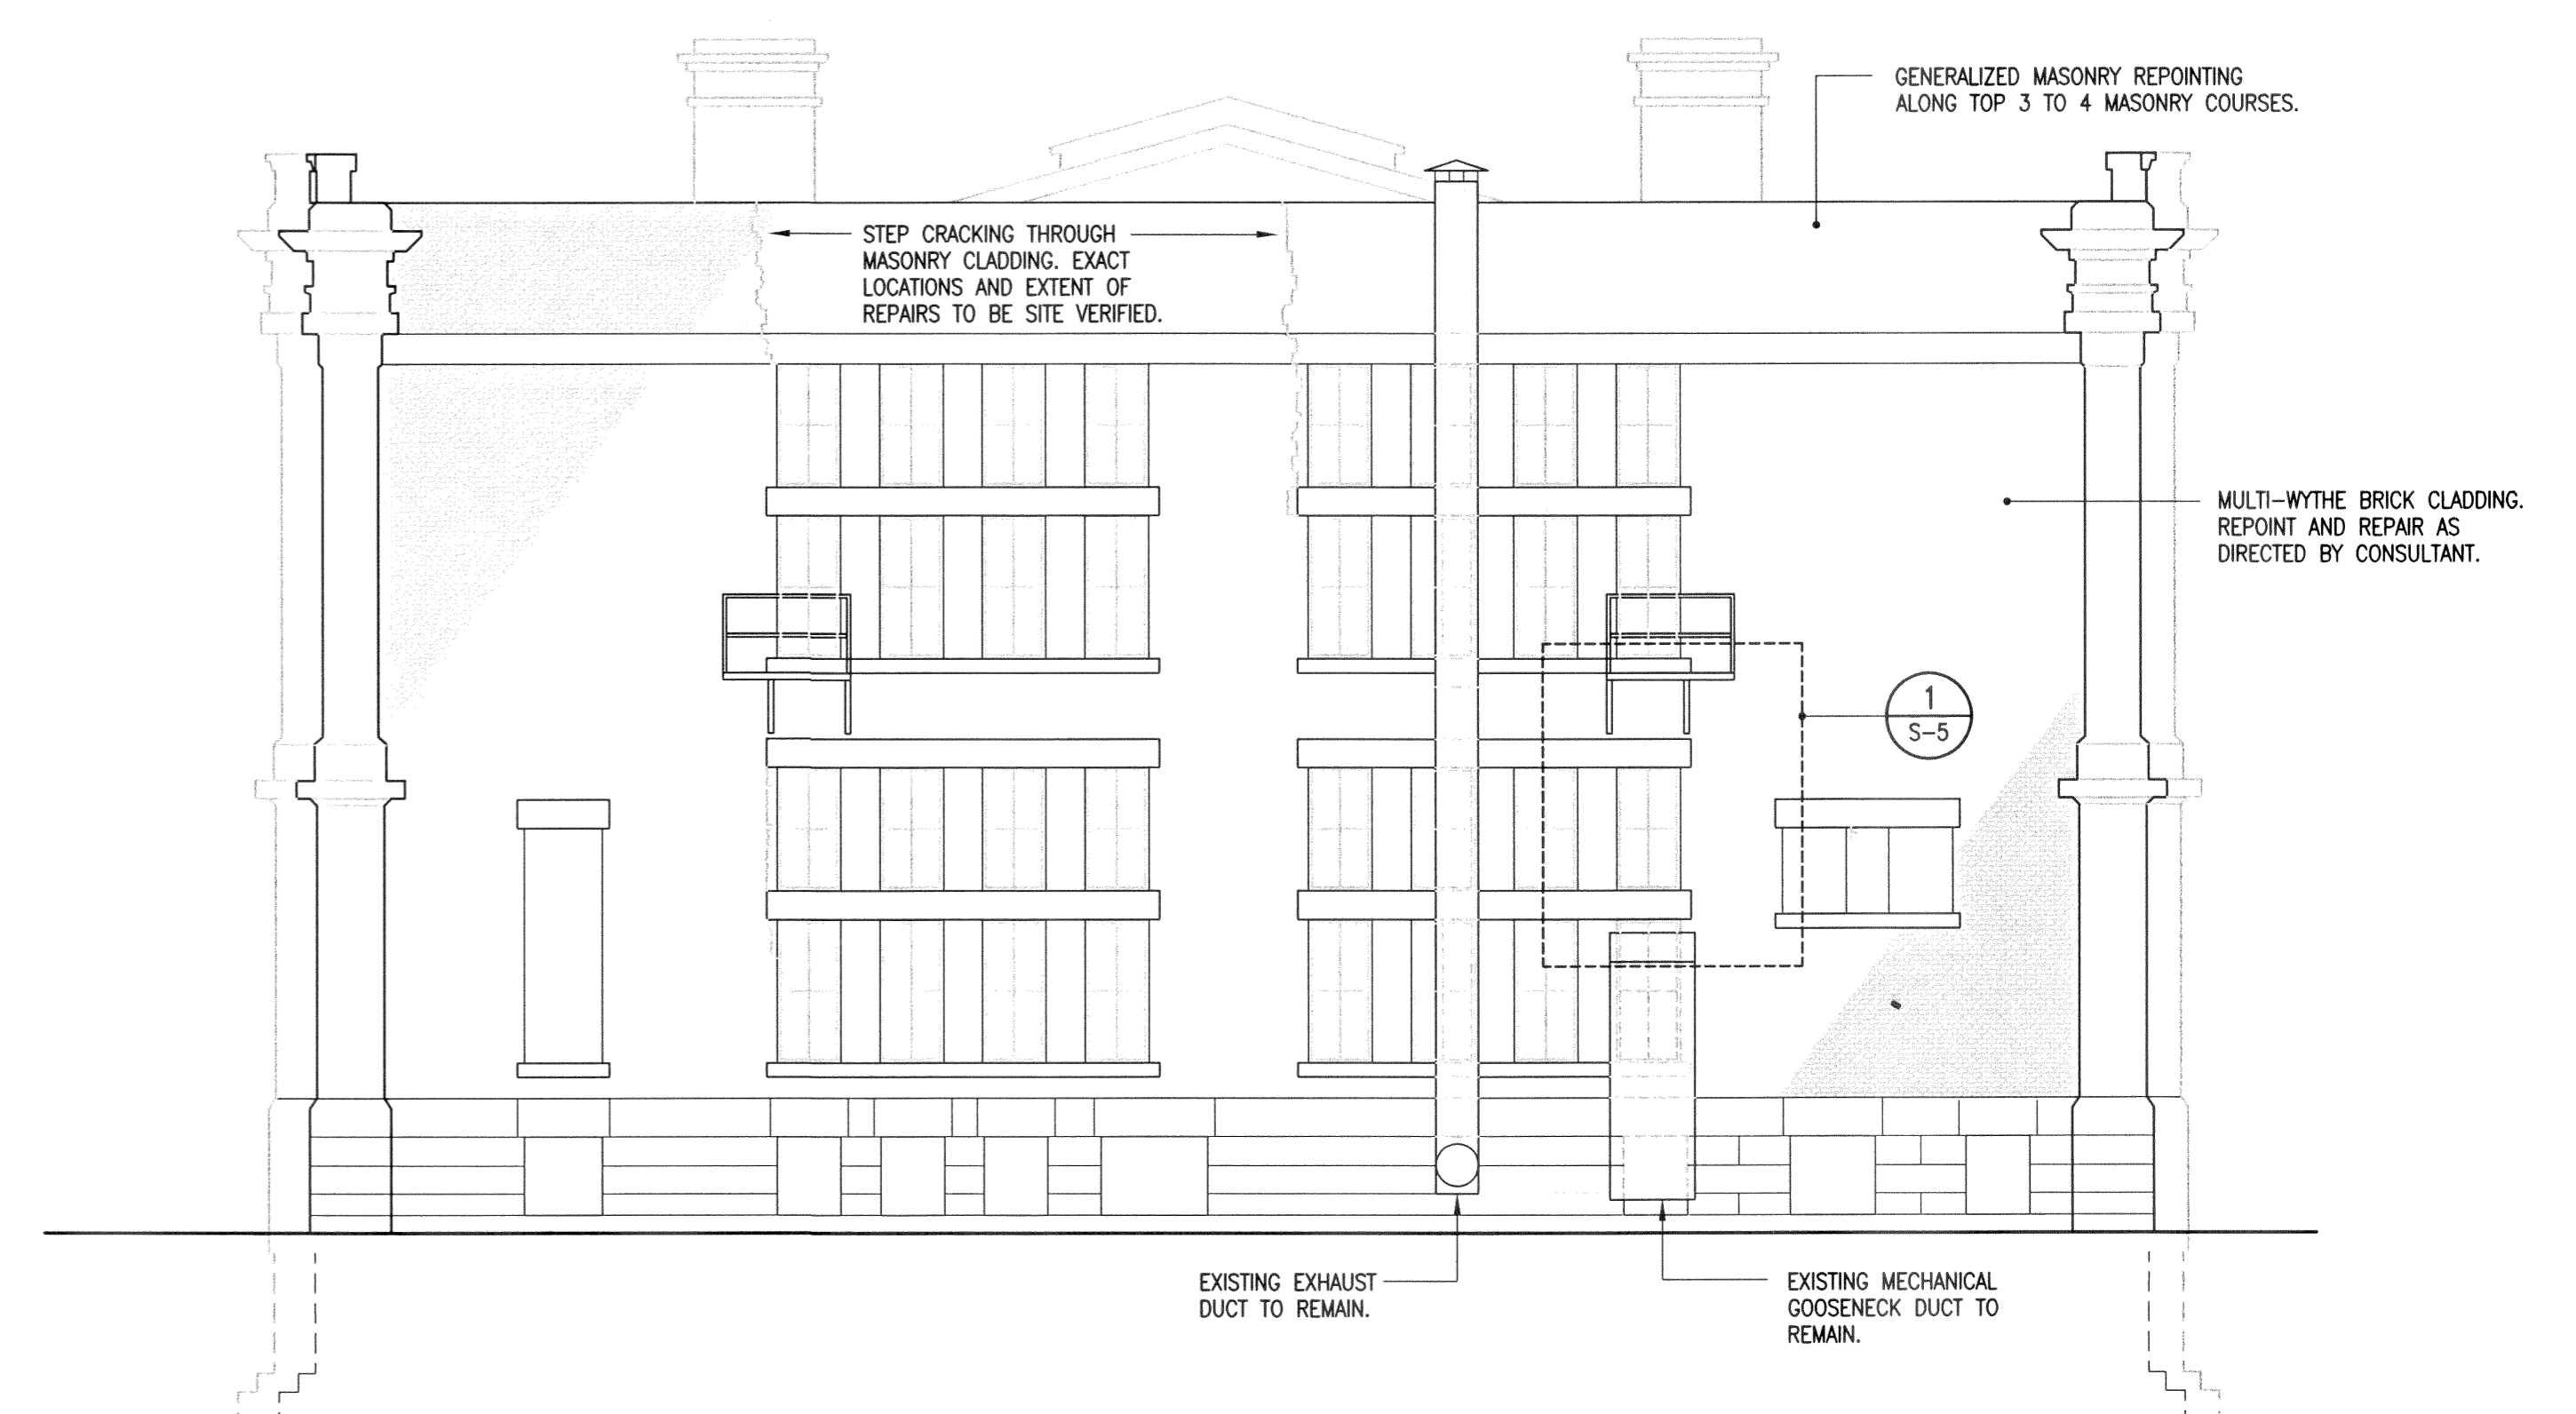 GENERALIZED MASONRY REPOINTING
ALONG TOP 3 TO 4 MASONRY COURSES.
STEP CRACKING THROUGH
MASONRY CLADDING. EXACT
LOCATIONS AND EXTENT OF
REPAIRS TO BE SITE VERIFIED.
MULTI-WYTHE BRICK CLADDING.
REPOINT AND REPAIR AS
DIRECTED BY CONSULTANT.
1
S-5
EXISTING EXHAUST
DUCT TO REMAIN.
EXISTING MECHANICAL
GOOSENECK DUCT TO
REMAIN.